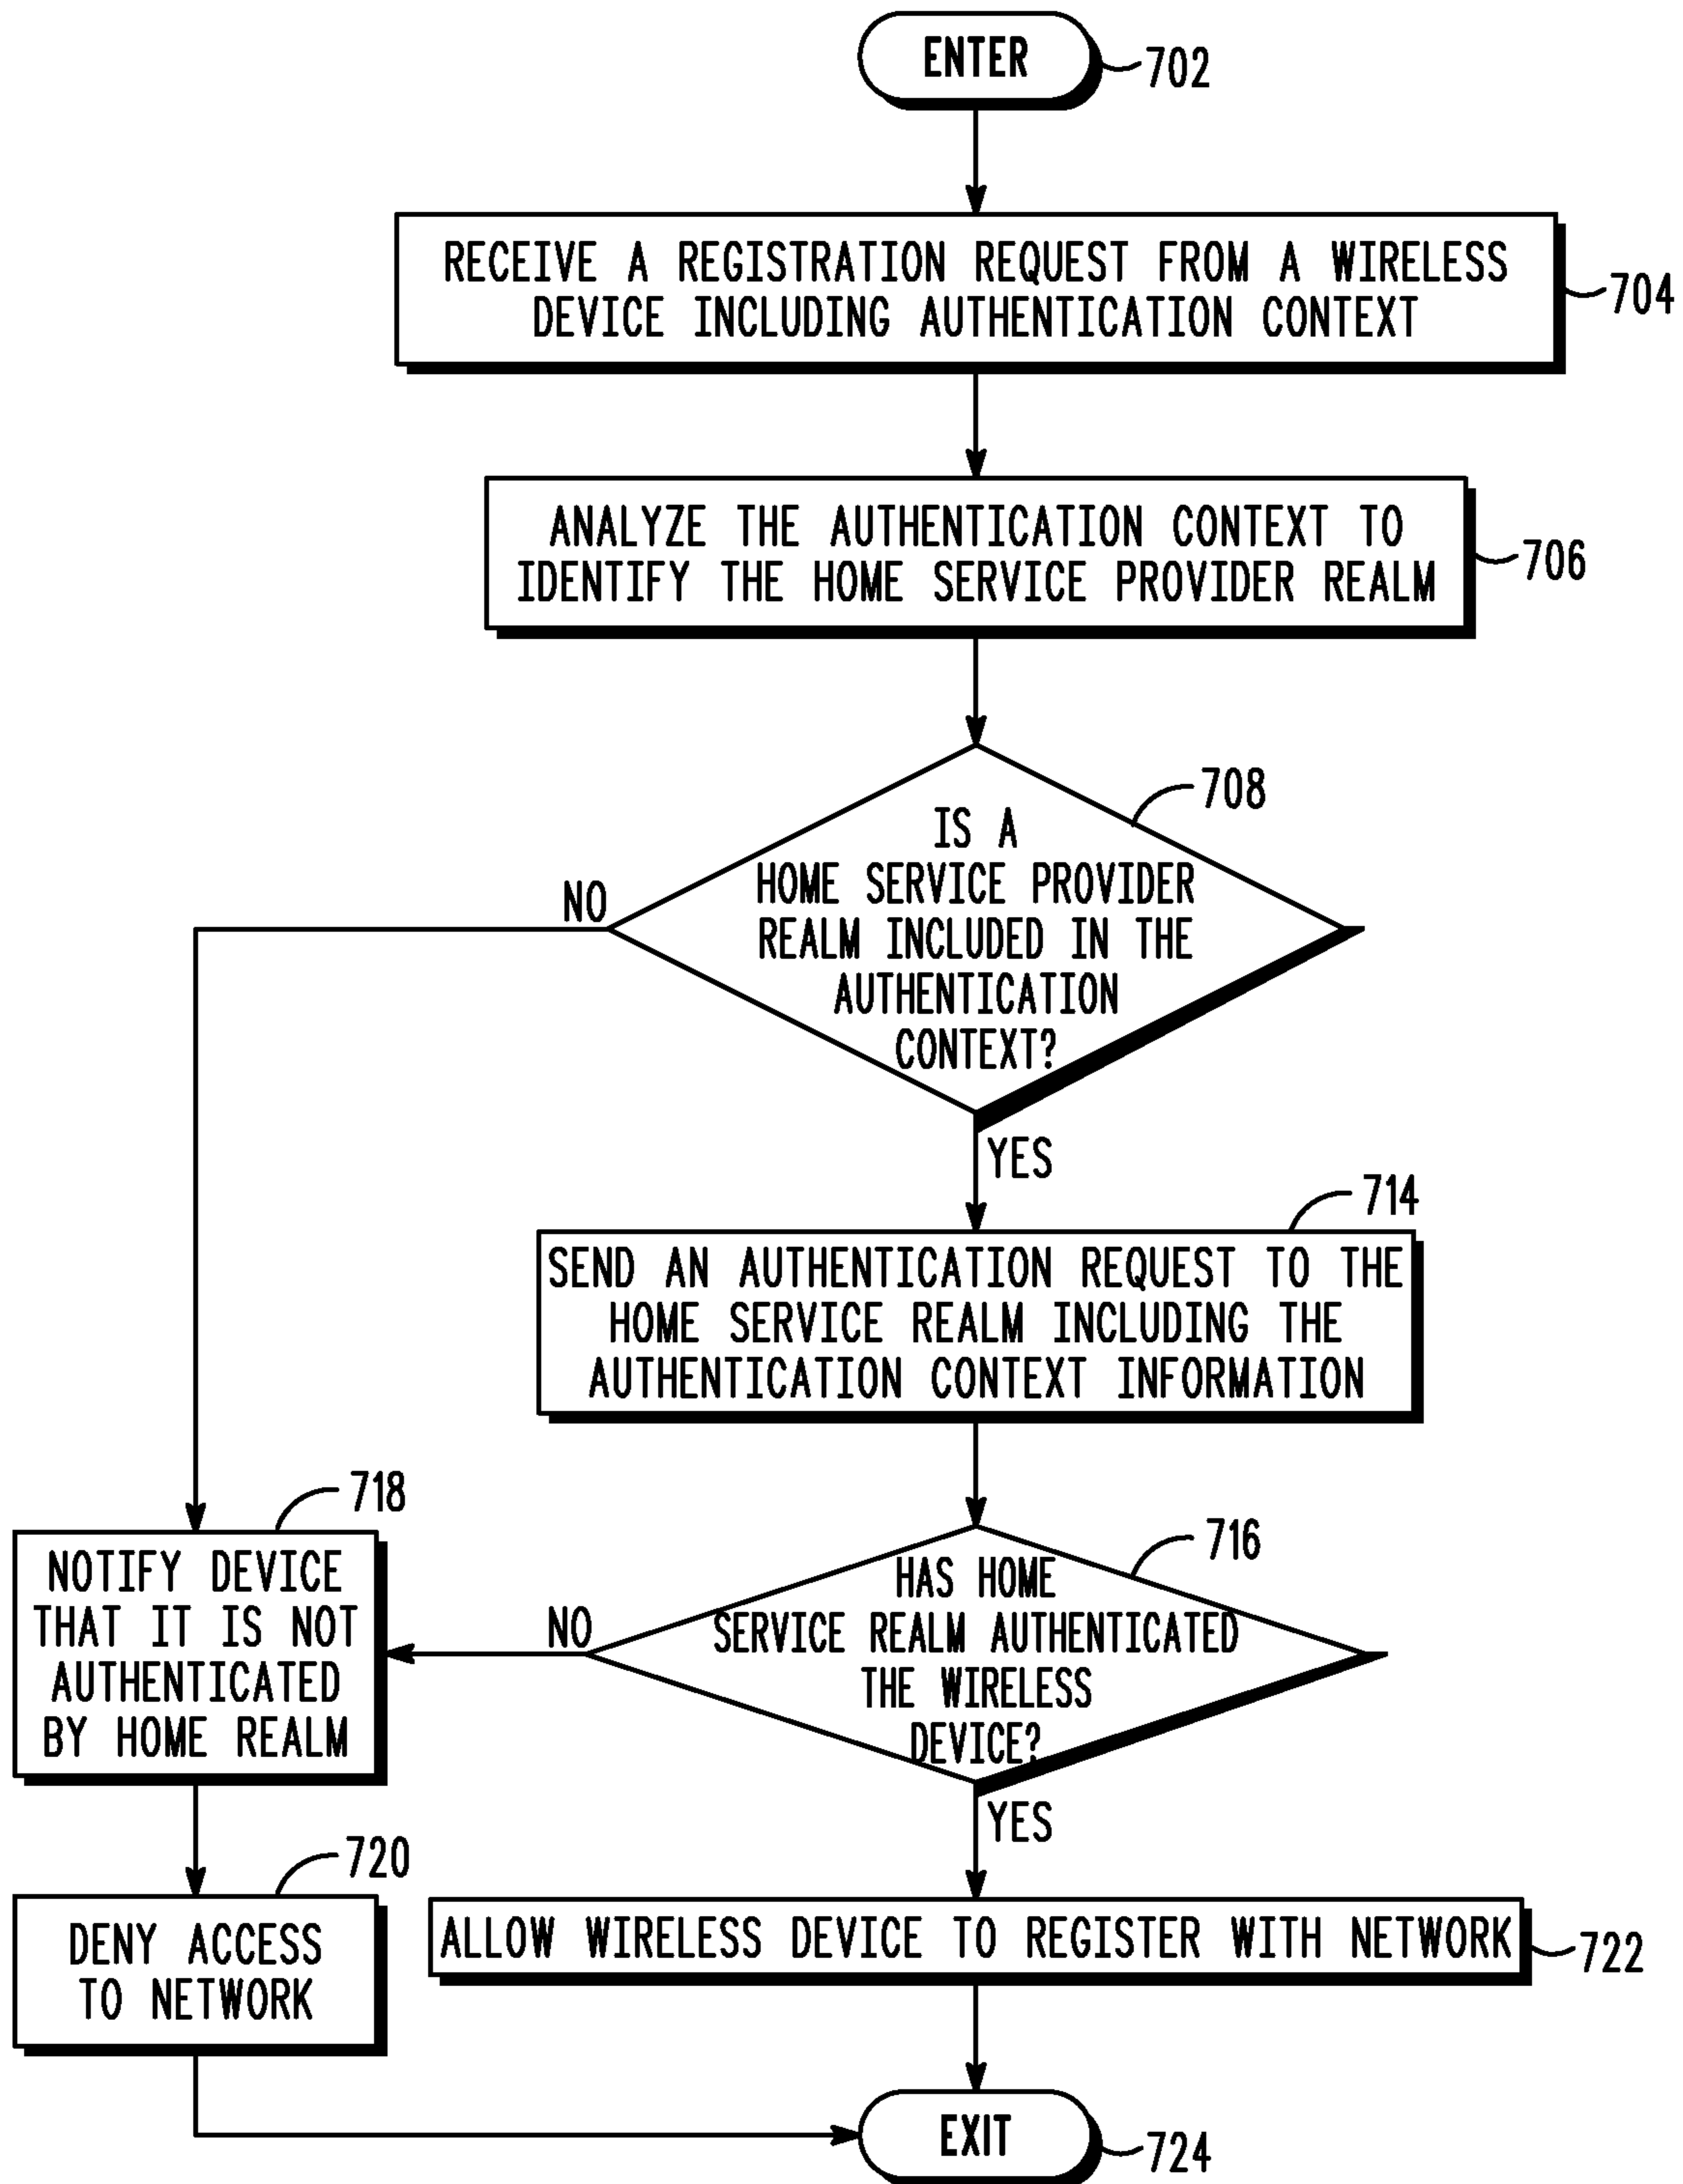 ENTER
702
RECEIVE A REGISTRATION REQUEST FROM A WIRELESS
DEVICE INCLUDING AUTHENTICATION CONTEXT
704
ANALYZE THE AUTHENTICATION CONTEXT TO
IDENTIFY THE HOME SERVICE PROVIDER REALM
706
708
IS A
HOME SERVICE PROVIDER
REALM INCLUDED IN THE
AUTHENTICATION
CONTEXT?
NO
YES
714
SEND AN AUTHENTICATION REQUEST TO THE
HOME SERVICE REALM INCLUDING THE
AUTHENTICATION CONTEXT INFORMATION
716
HAS HOME
SERVICE REALM AUTHENTICATED
THE WIRELESS
DEVICE?
NO
YES
718
NOTIFY DEVICE
THAT IT IS NOT
AUTHENTICATED
BY HOME REALM
720
DENY ACCESS
TO NETWORK
ALLOW WIRELESS DEVICE TO REGISTER WITH NETWORK
722
EXIT
724